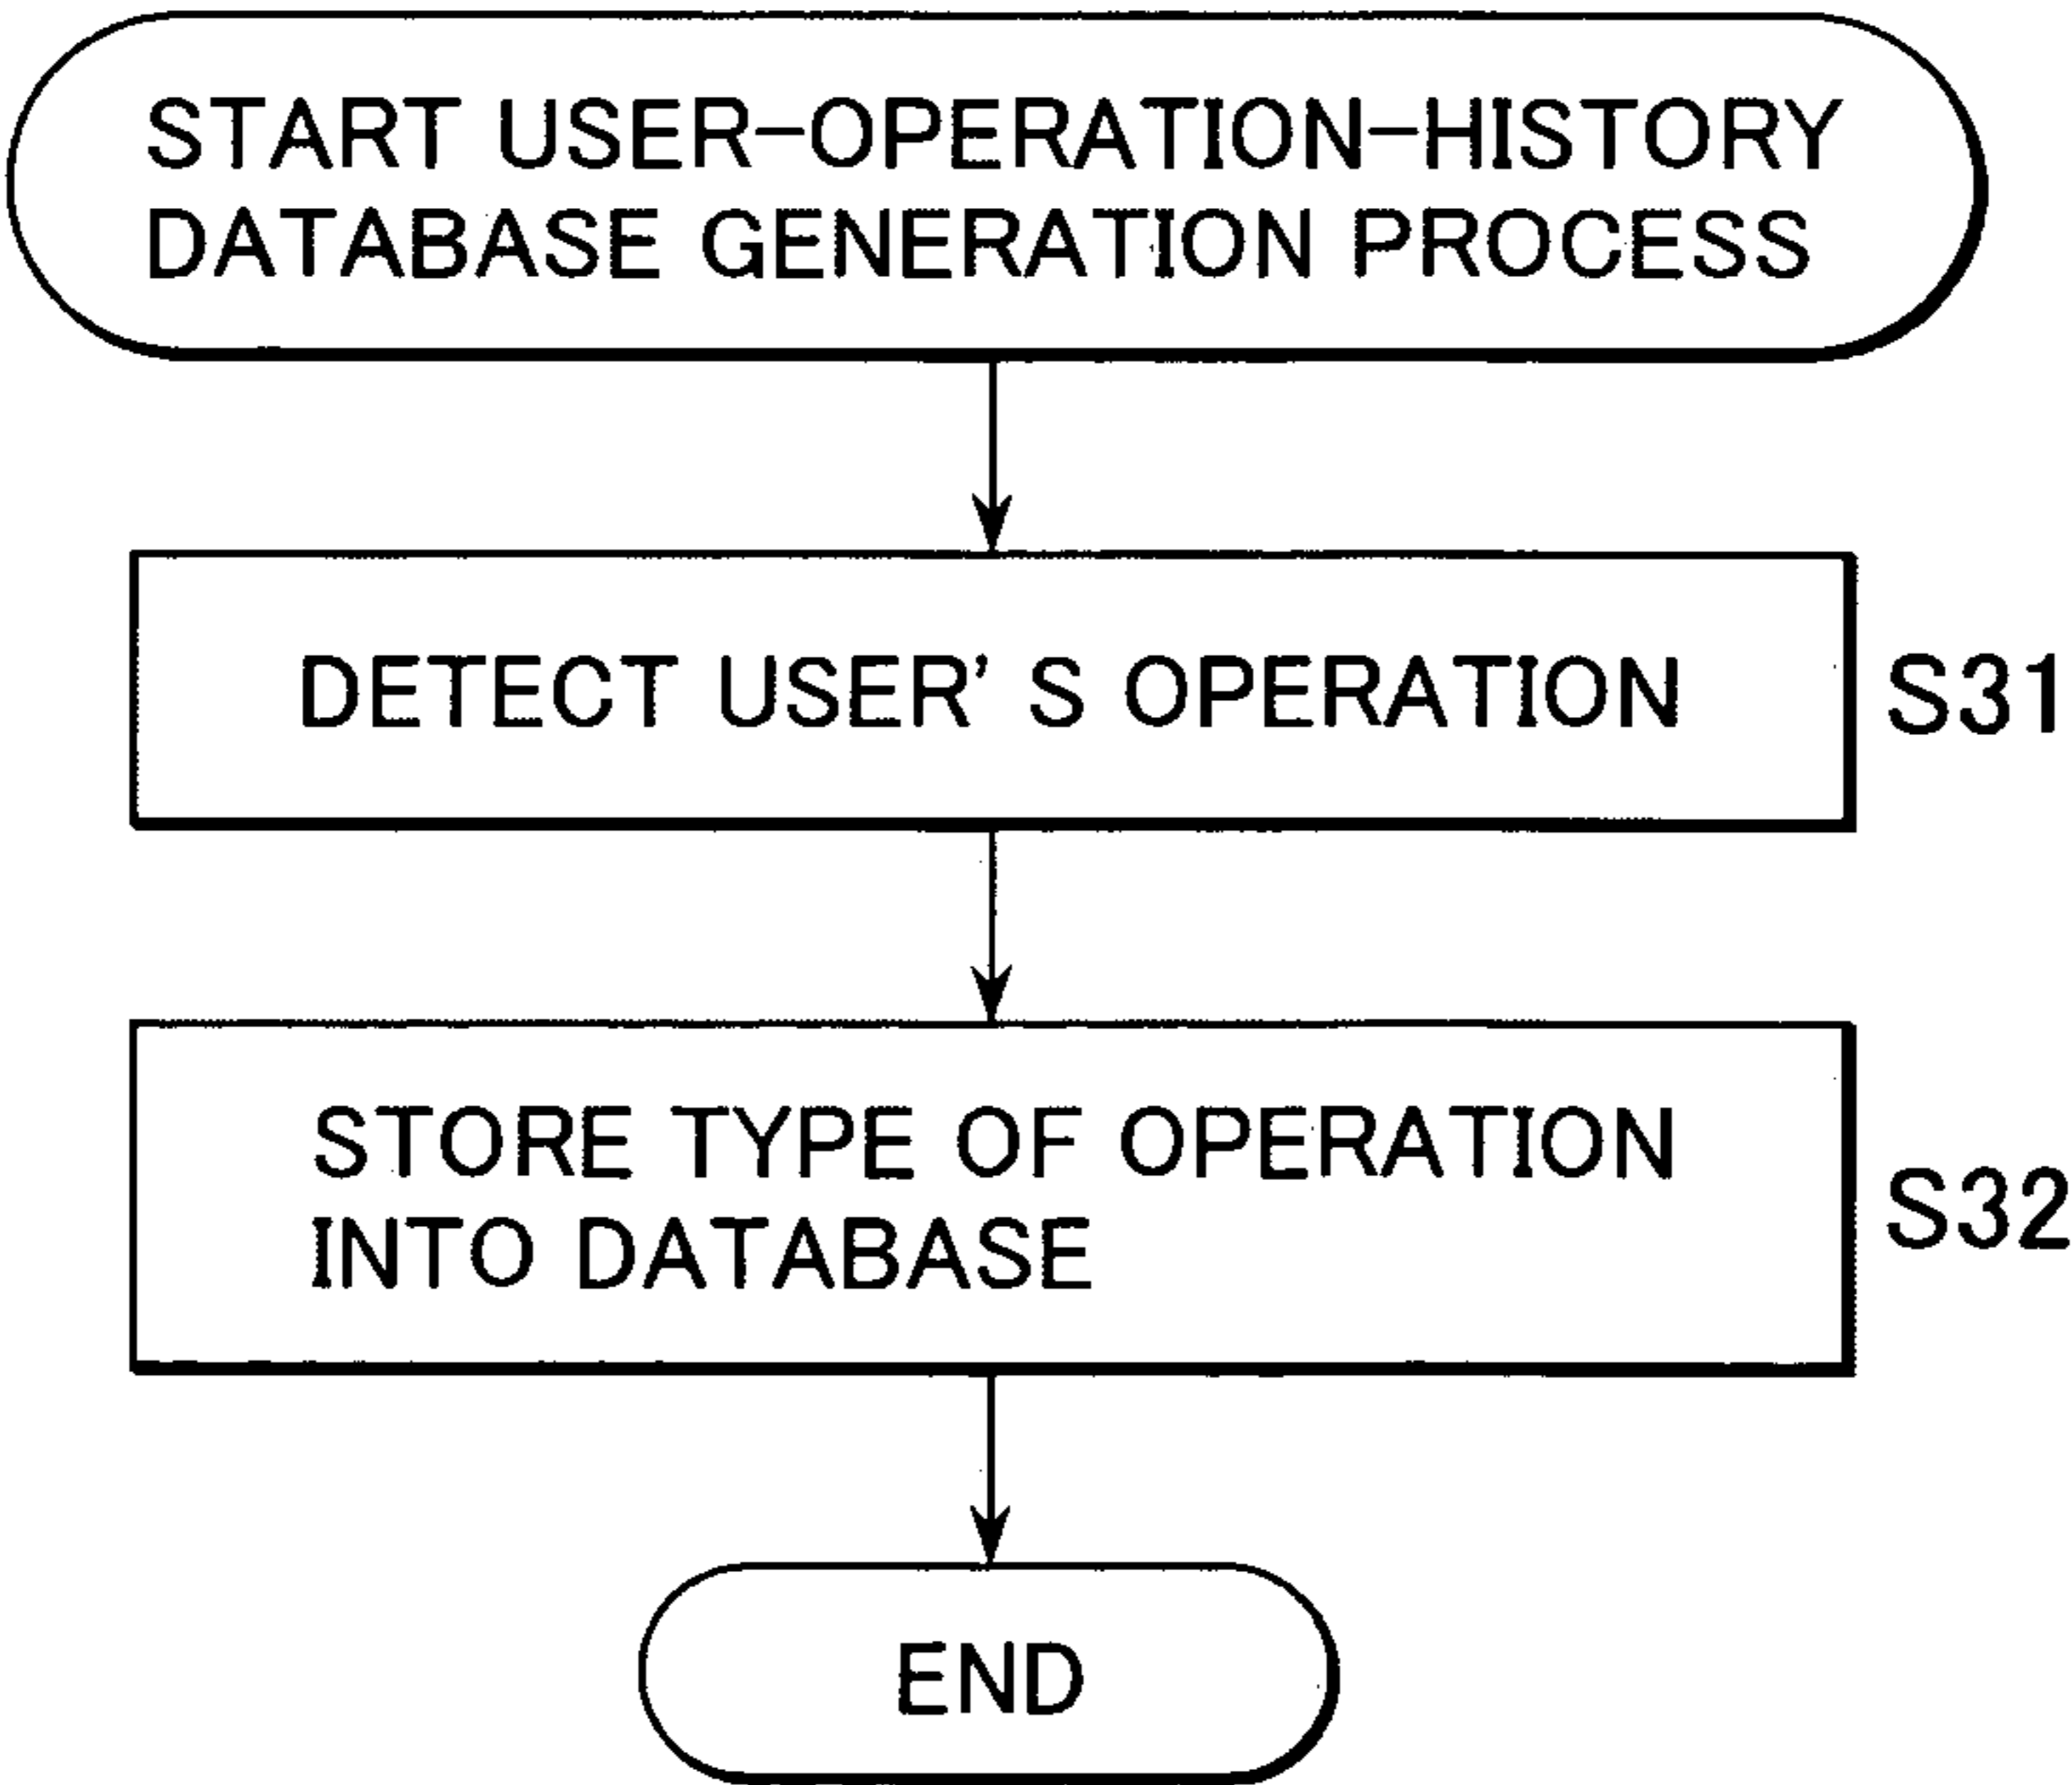 START USER-OPERATION-HISTORY
DATABASE GENERATION PROCESS
DETECT USER'S OPERATION
S31
STORE TYPE OF OPERATION
INTO DATABASE
S32
END